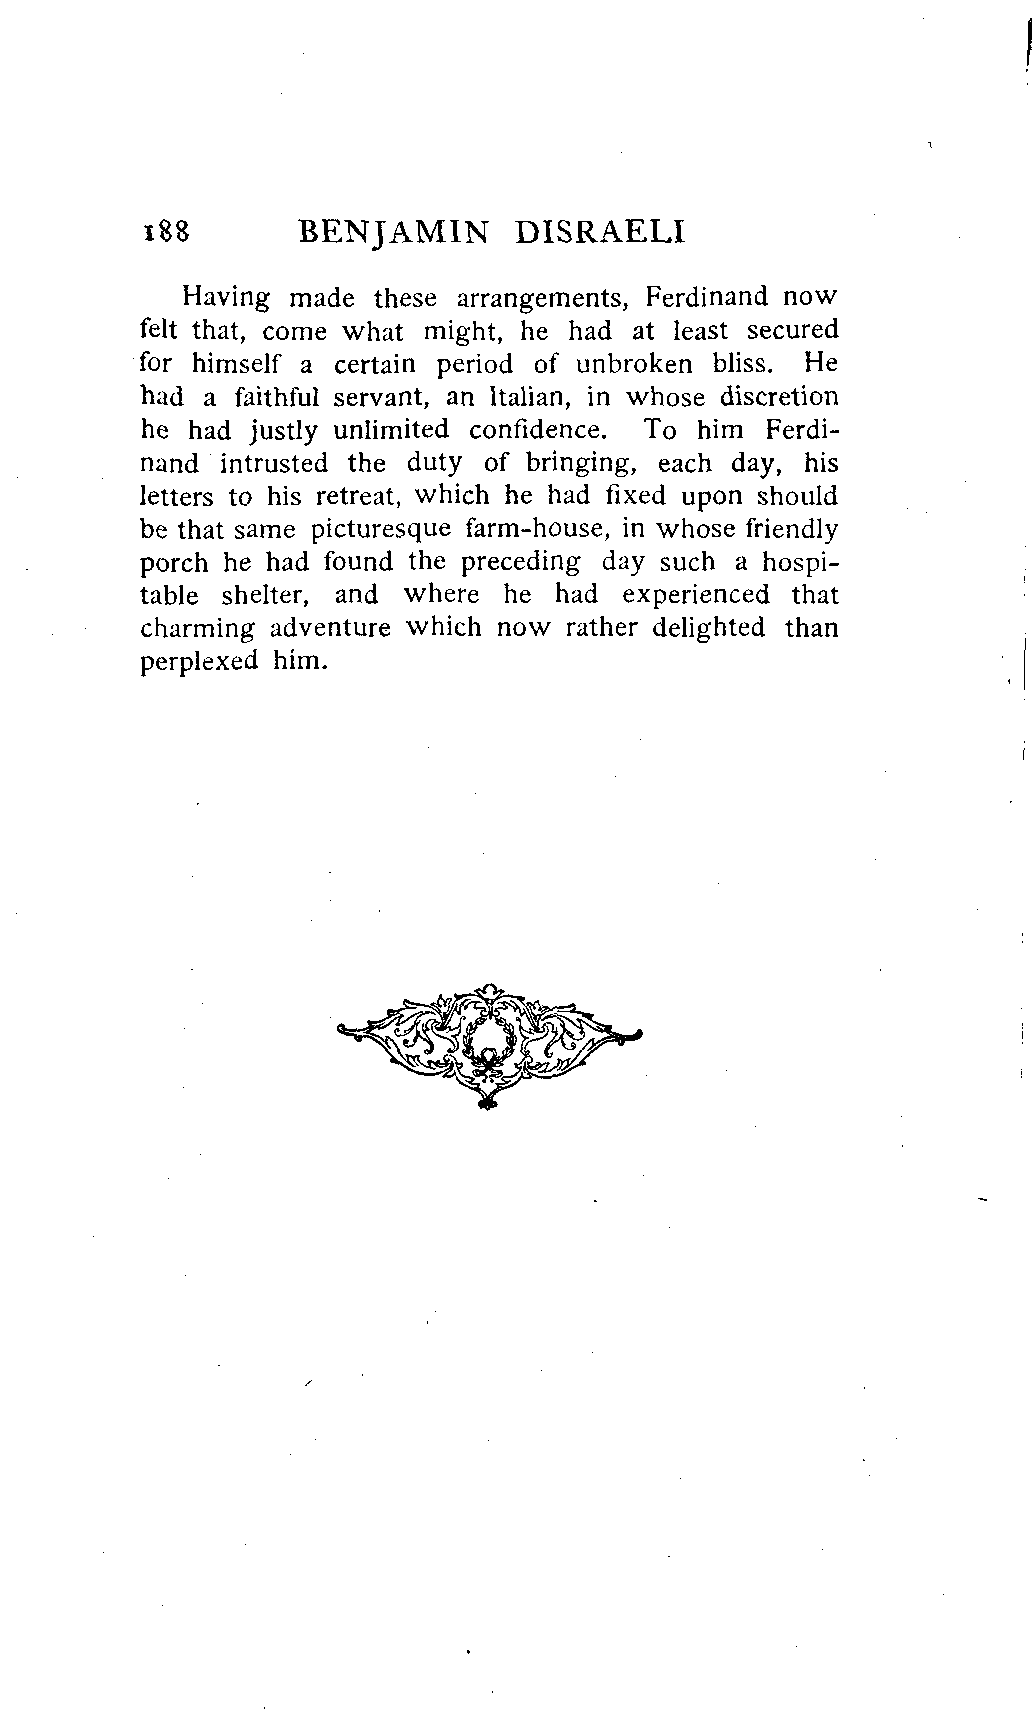 188 BENJAMIN DISRAELI
Having made these arrangements, Ferdinand now
felt that, come what might, he had at least secured
for himself a certain period of unbroken bliss. He
had a faithful servant, an Italian, in whose discretion
he had justly unlimited confidence. To him Ferdi-
nand intrusted the duty of bringing, each day, his
letters to his retreat, which he had fixed upon should
be that same picturesque farm-house, in whose friendly
porch he had found the preceding day such a hospi-
table shelter, and where he had experienced that
charming adventure which now rather delighted than
perplexed him.